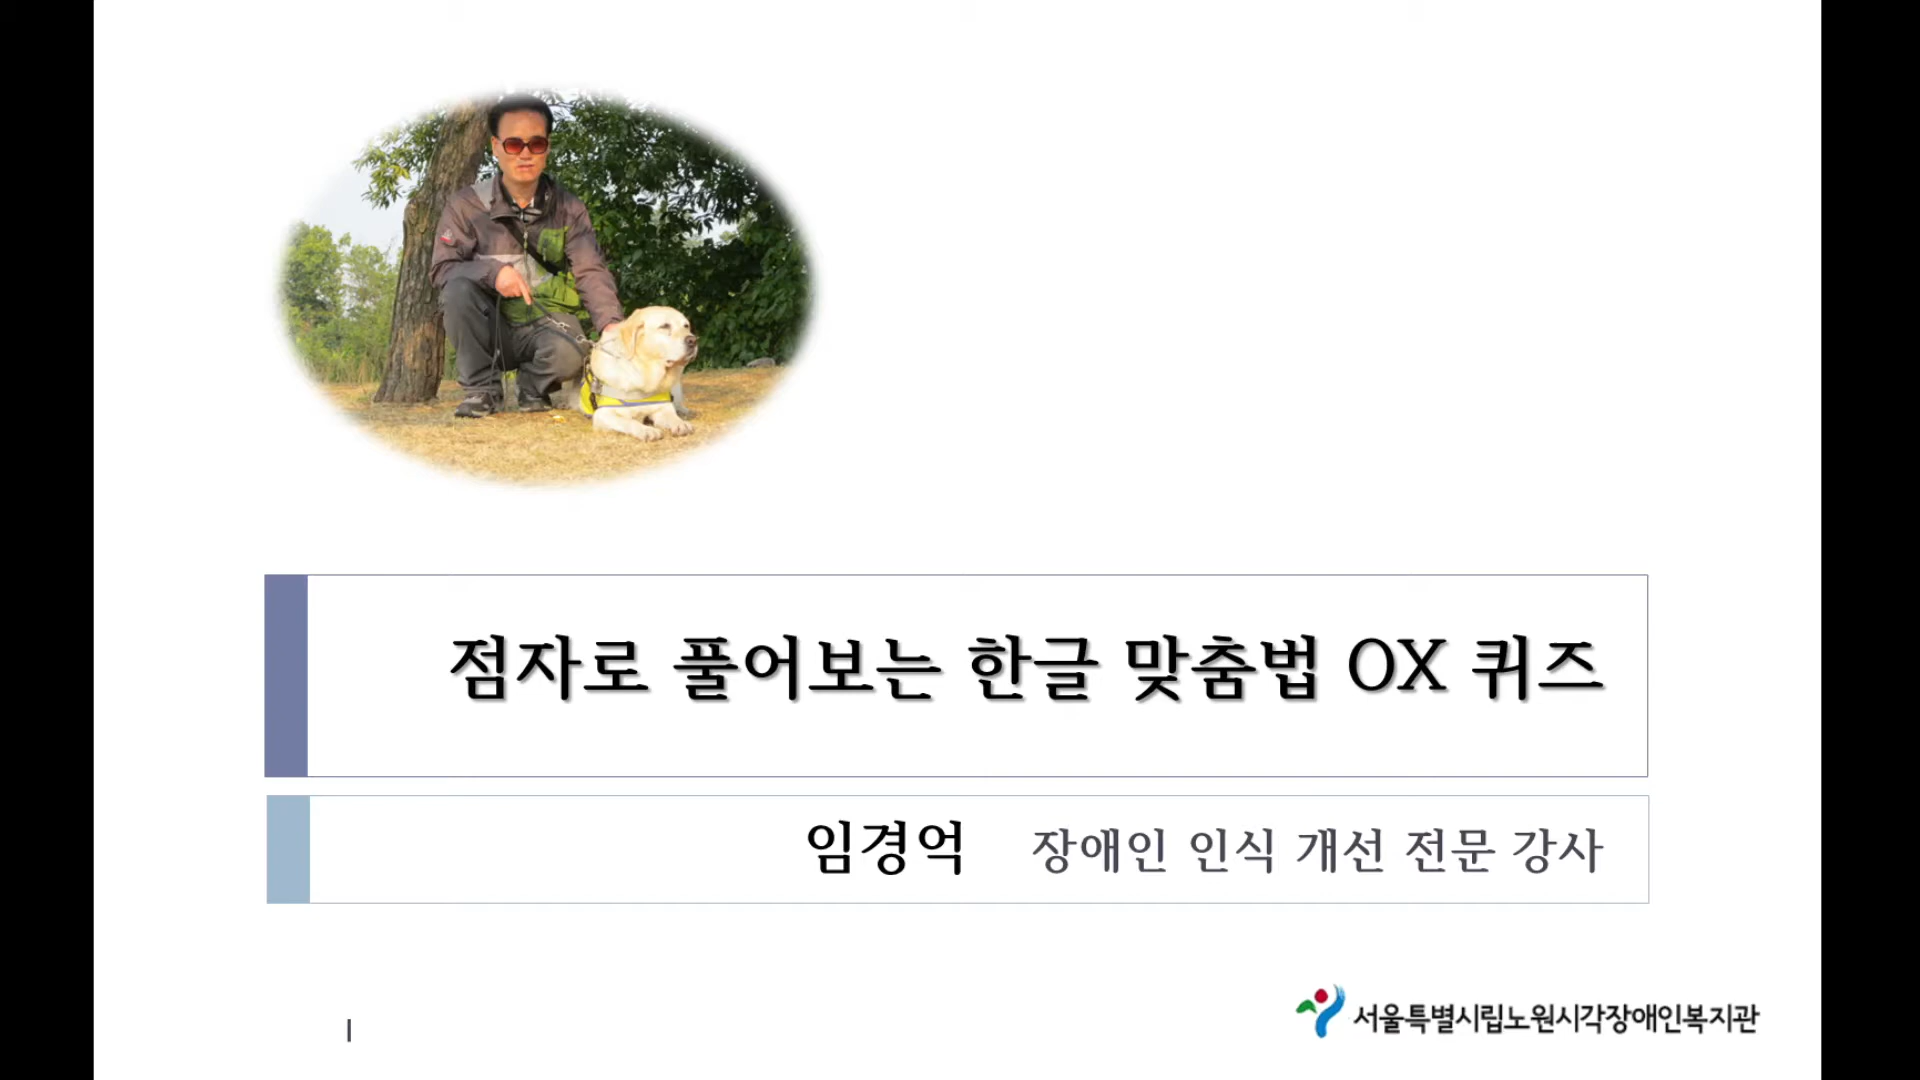 점자로 풀어보는 한글 맞춤법 OX 퀴즈
임경억 장애인 인식 개선 전문 강사
1
서울특별시립노원시각장애인복지관